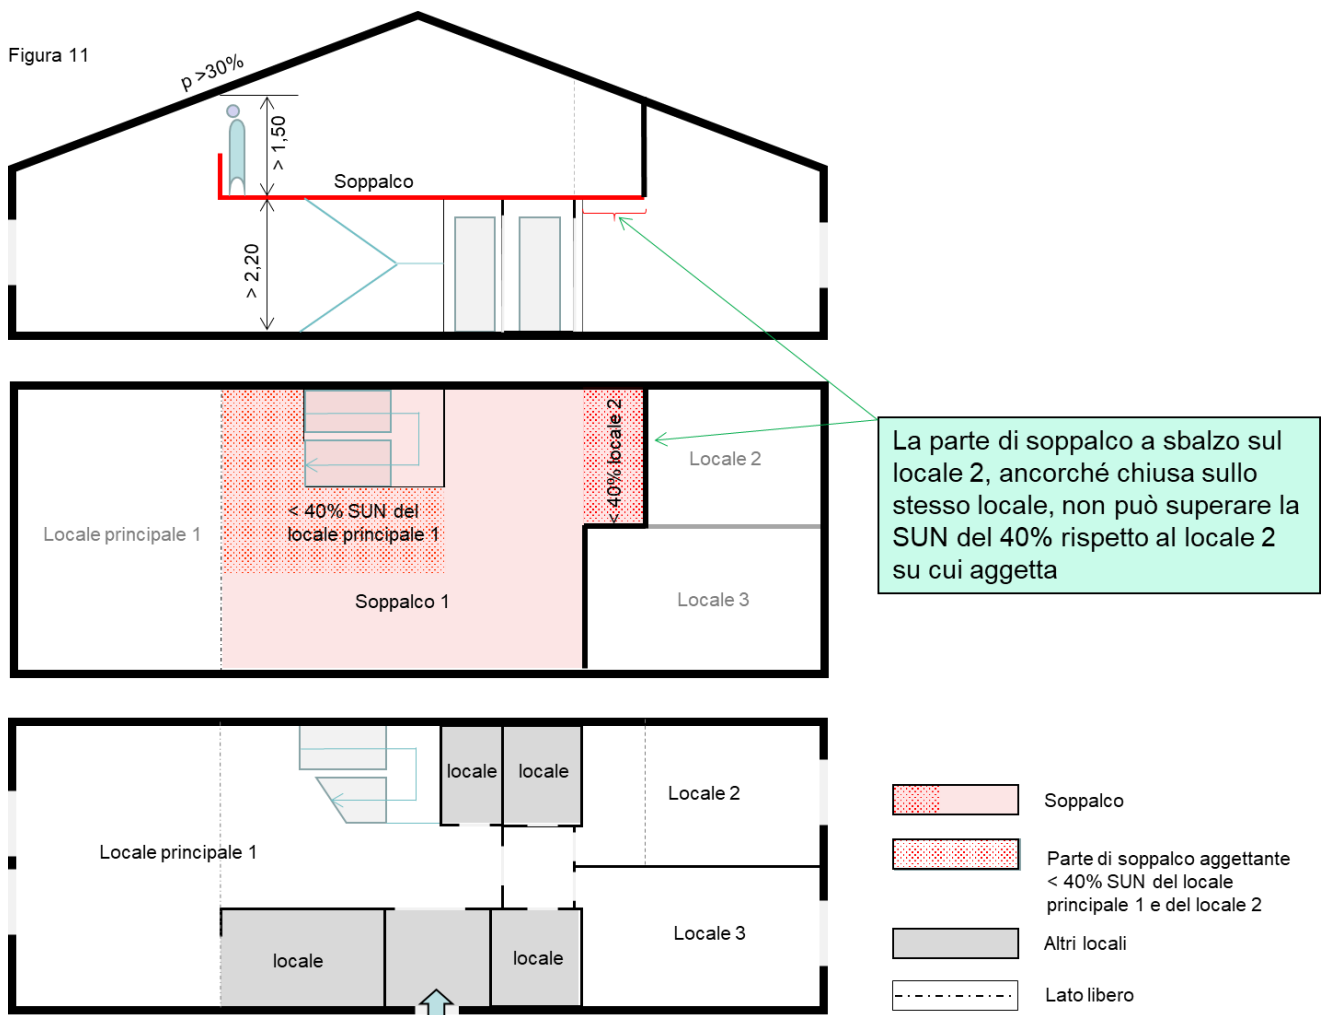 Figura 11
p >30%
> 1,50
Soppalco
> 2,20
< 40% locale 2
Locale 2
< 40% SUN del
locale principale 1
Locale principale 1
Soppalco 1
Locale 3
La parte di soppalco a sbalzo sul
locale 2, ancorché chiusa sullo
stesso locale, non può superare la
SUN del 40% rispetto al locale 2
su cui aggetta
locale
locale
Locale 2
Locale principale 1
Locale 3
locale
locale
Soppalco
Parte di soppalco aggettante
< 40% SUN del locale
principale 1 e del locale 2
Altri locali
Lato libero